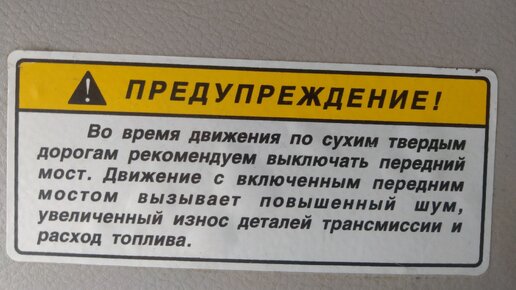 ПРЕДУПРЕЖДЕНИЕ!
Во время движения по сухим твердым
дорогам рекомендуем выключать передний
мост. Движение с включенным передним
мостом вызывает повышенный шум,
увеличенный износ деталей трансмиссии и
расход топлива.